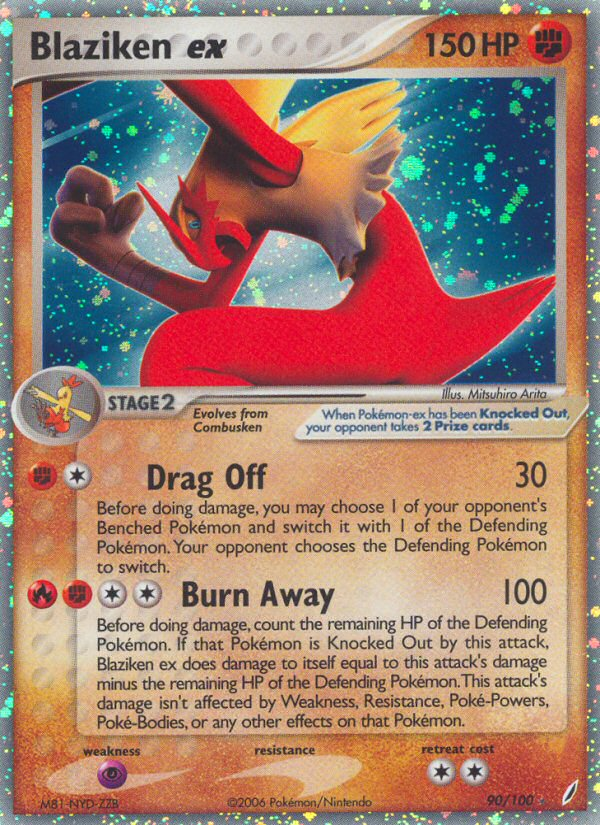 Blaziken ex 150 HP
Illus. Mitsuhiro Arita
STAGE 2
Evolves from
Combusken
When Pokémon-ex has been Knocked Out,
your opponent takes 2 Prize cards.
Drag Off 30
Before doing damage, you may choose 1 of your opponent's
Benched Pokémon and switch it with 1 of the Defending
Pokémon. Your opponent chooses the Defending Pokémon
to switch.
Burn Away 100
Before doing damage, count the remaining HP of the Defending
Pokémon. If that Pokémon is Knocked Out by this attack,
Blaziken ex does damage to itself equal to this attack's damage
minus the remaining HP of the Defending Pokémon. This attack's
damage isn't affected by Weakness, Resistance, Poké-Powers,
Poké-Bodies, or any other effects on that Pokémon.
weakness resistance retreat cost
M81-NYD-ZZB ©2006 Pokémon/Nintendo 90/100